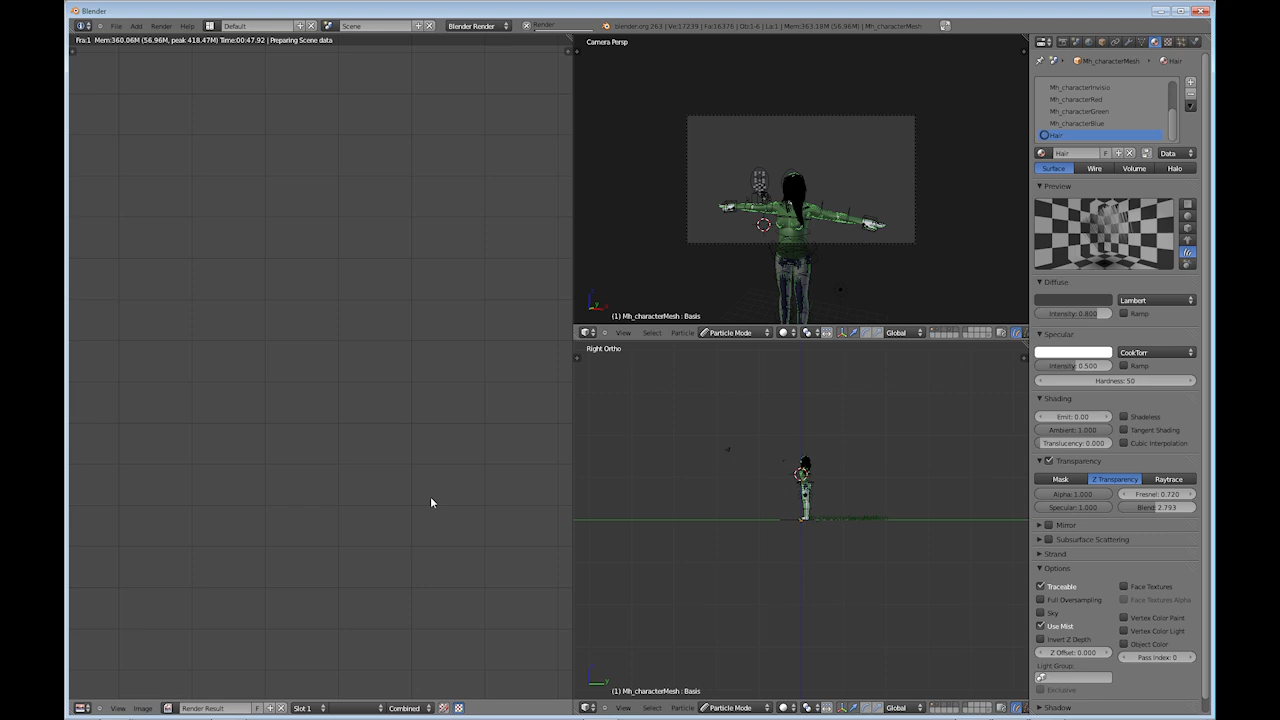 Blender
File Add Render Help Default Scene Blender Render Render blender.org 263 | Ve:17239 | Fa:16376 | Ob:1-6 | La:1 | Mem:363.18M (56.96M) | Mh_characterMesh
Fra:1 Mem:360.06M (56.96M, peak 418.47M) Time:00:47.92 | Preparing Scene data
Camera Persp
Mh_characterMesh Hair
Mh_characterInvisio
Mh_characterRed
Mh_characterGreen
Mh_characterBlue
Hair
Hair F Data
Surface Wire Volume Halo
Preview
Diffuse
Lambert
Intensity: 0.800 Ramp
(1) Mh_characterMesh : Basis
View Select Particle Particle Mode Global
Specular
Right Ortho
CookTorr
Intensity: 0.500 Ramp
Hardness: 50
Shading
Emit: 0.00 Shadeless
Ambient: 1.000 Tangent Shading
Translucency: 0.000 Cubic Interpolation
Transparency
Mask Z Transparency Raytrace
Alpha: 1.000 Fresnel: 0.720
Specular: 1.000 Blend: 2.793
Mirror
Subsurface Scattering
Strand
Options
Traceable Face Textures
Full Oversampling Face Textures Alpha
Sky Vertex Color Paint
Use Mist Vertex Color Light
Invert Z Depth Object Color
Z Offset: 0.000 Pass Index: 0
Light Group:
Exclusive
(1) Mh_characterMesh : Basis
View Image Render Result F Slot 1 Combined View Select Particle Particle Mode Global Shadow